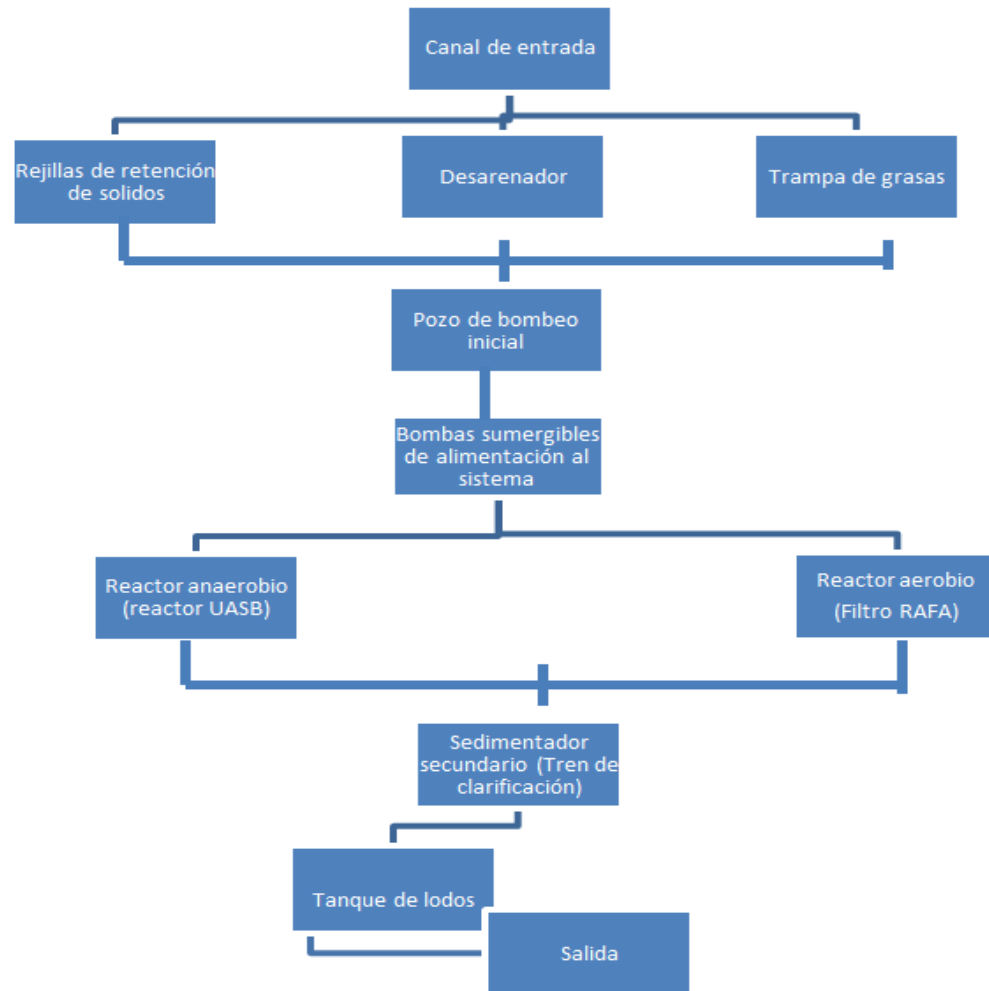 Canal de entrada
Rejillas de retención
de solidos
Desarenador
Trampa de grasas
Pozo de bombeo
inicial
Bombas sumergibles
de alimentación al
sistema
Reactor anaerobio
(reactor UASB)
Reactor aerobio
(Filtro RAFA)
Sedimentador
secundario (Tren de
clarificación)
Tanque de lodos
Salida